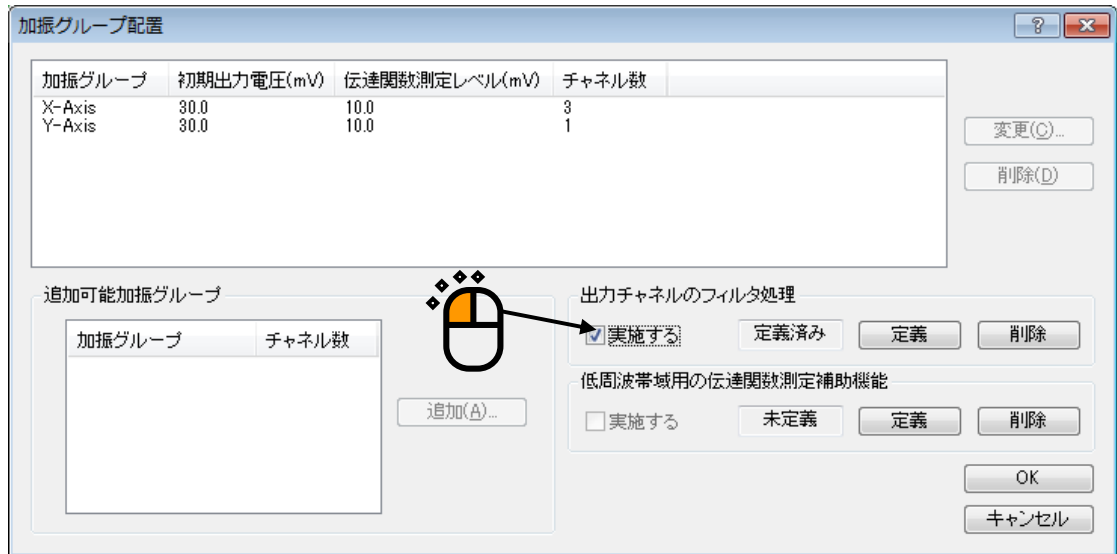 加振グループ配置
加振グループ 初期出力電圧(mV) 伝達関数測定レベル(mV) チャネル数
X-Axis 30.0 10.0 3
Y-Axis 30.0 10.0 1
変更(C)...
削除(D)
追加可能加振グループ
加振グループ チャネル数
追加(A)...
出力チャネルのフィルタ処理
実施する 定義済み 定義 削除
低周波帯域用の伝達関数測定補助機能
実施する 未定義 定義 削除
OK
キャンセル